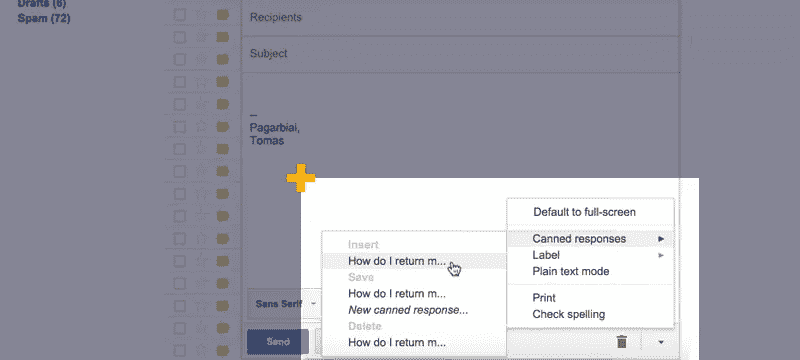 Drafts (6)
Spam (72)
Recipients
Subject
--
Pagarbiai,
Tomas
Default to full-screen
Canned responses
Label
Plain text mode
Print
Check spelling
Insert
How do I return m...
Save
How do I return m...
New canned response...
Delete
How do I return m...
Sans Serif
Send